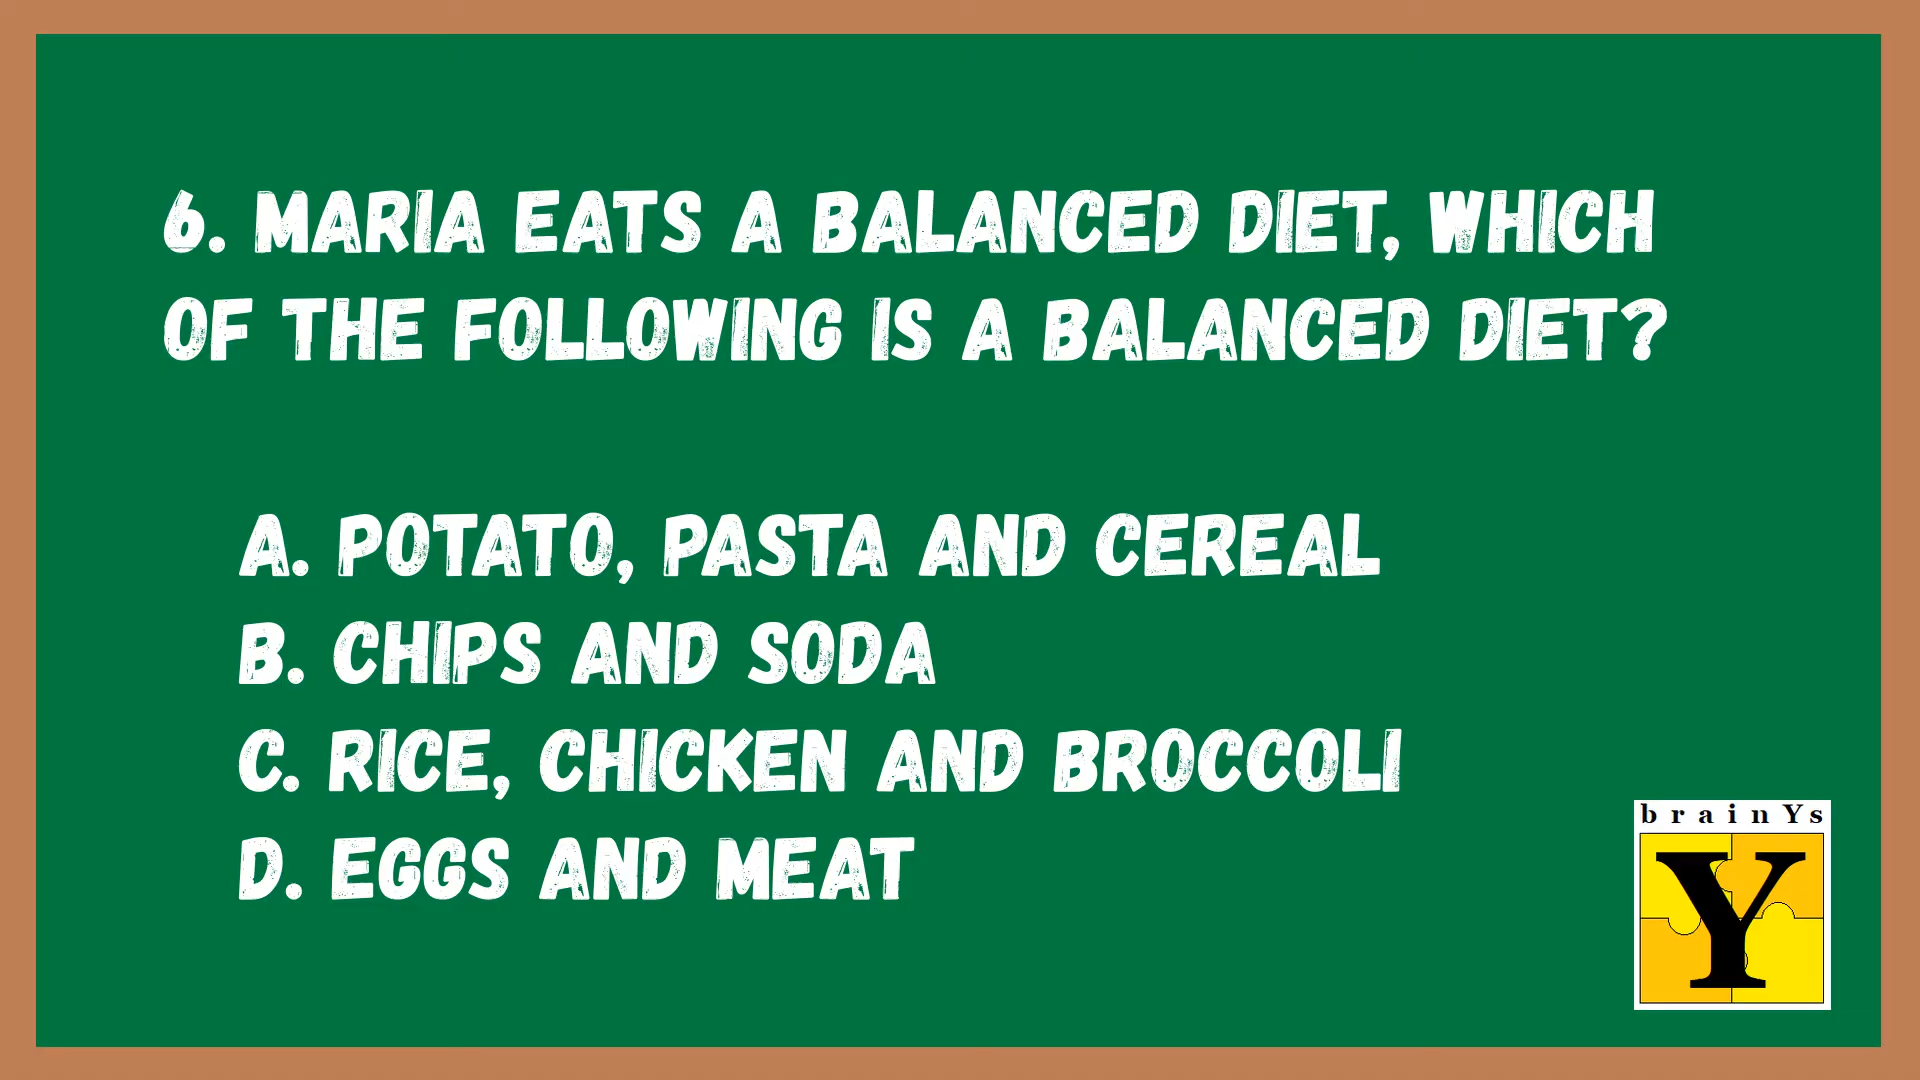 6. MARIA EATS A BALANCED DIET, WHICH
OF THE FOLLOWING IS A BALANCED DIET?
A. POTATO, PASTA AND CEREAL
B. CHIPS AND SODA
C. RICE, CHICKEN AND BROCCOLI
D. EGGS AND MEAT
brainYs
Y